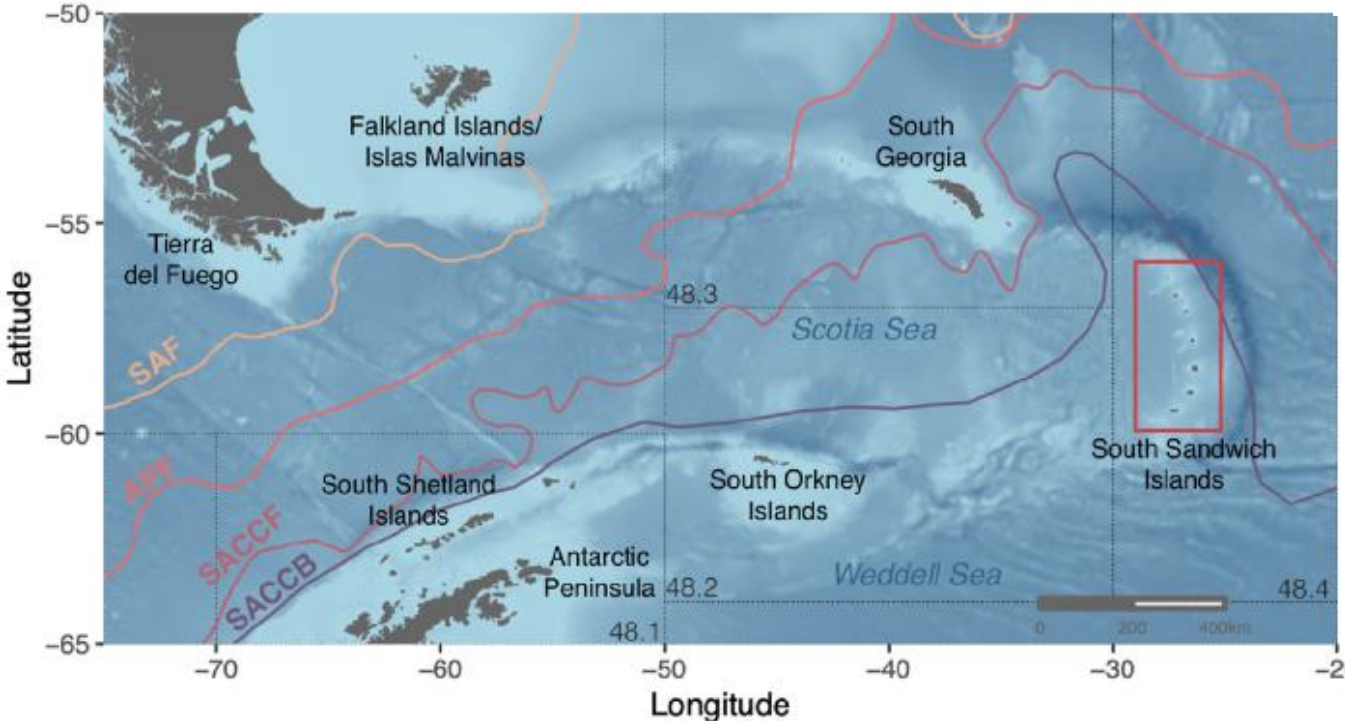 −50
−55
−60
−65
Latitude
Falkland Islands/
Islas Malvinas
South
Georgia
Tierra
del Fuego
48.3
Scotia Sea
SAF
APF
SACCF
SACCB
South Shetland
Islands
South Orkney
Islands
South Sandwich
Islands
Antarctic
Peninsula
Weddell Sea
48.2
48.4
48.1
0 200 400km
−70 −60 −50 −40 −30 −2
Longitude